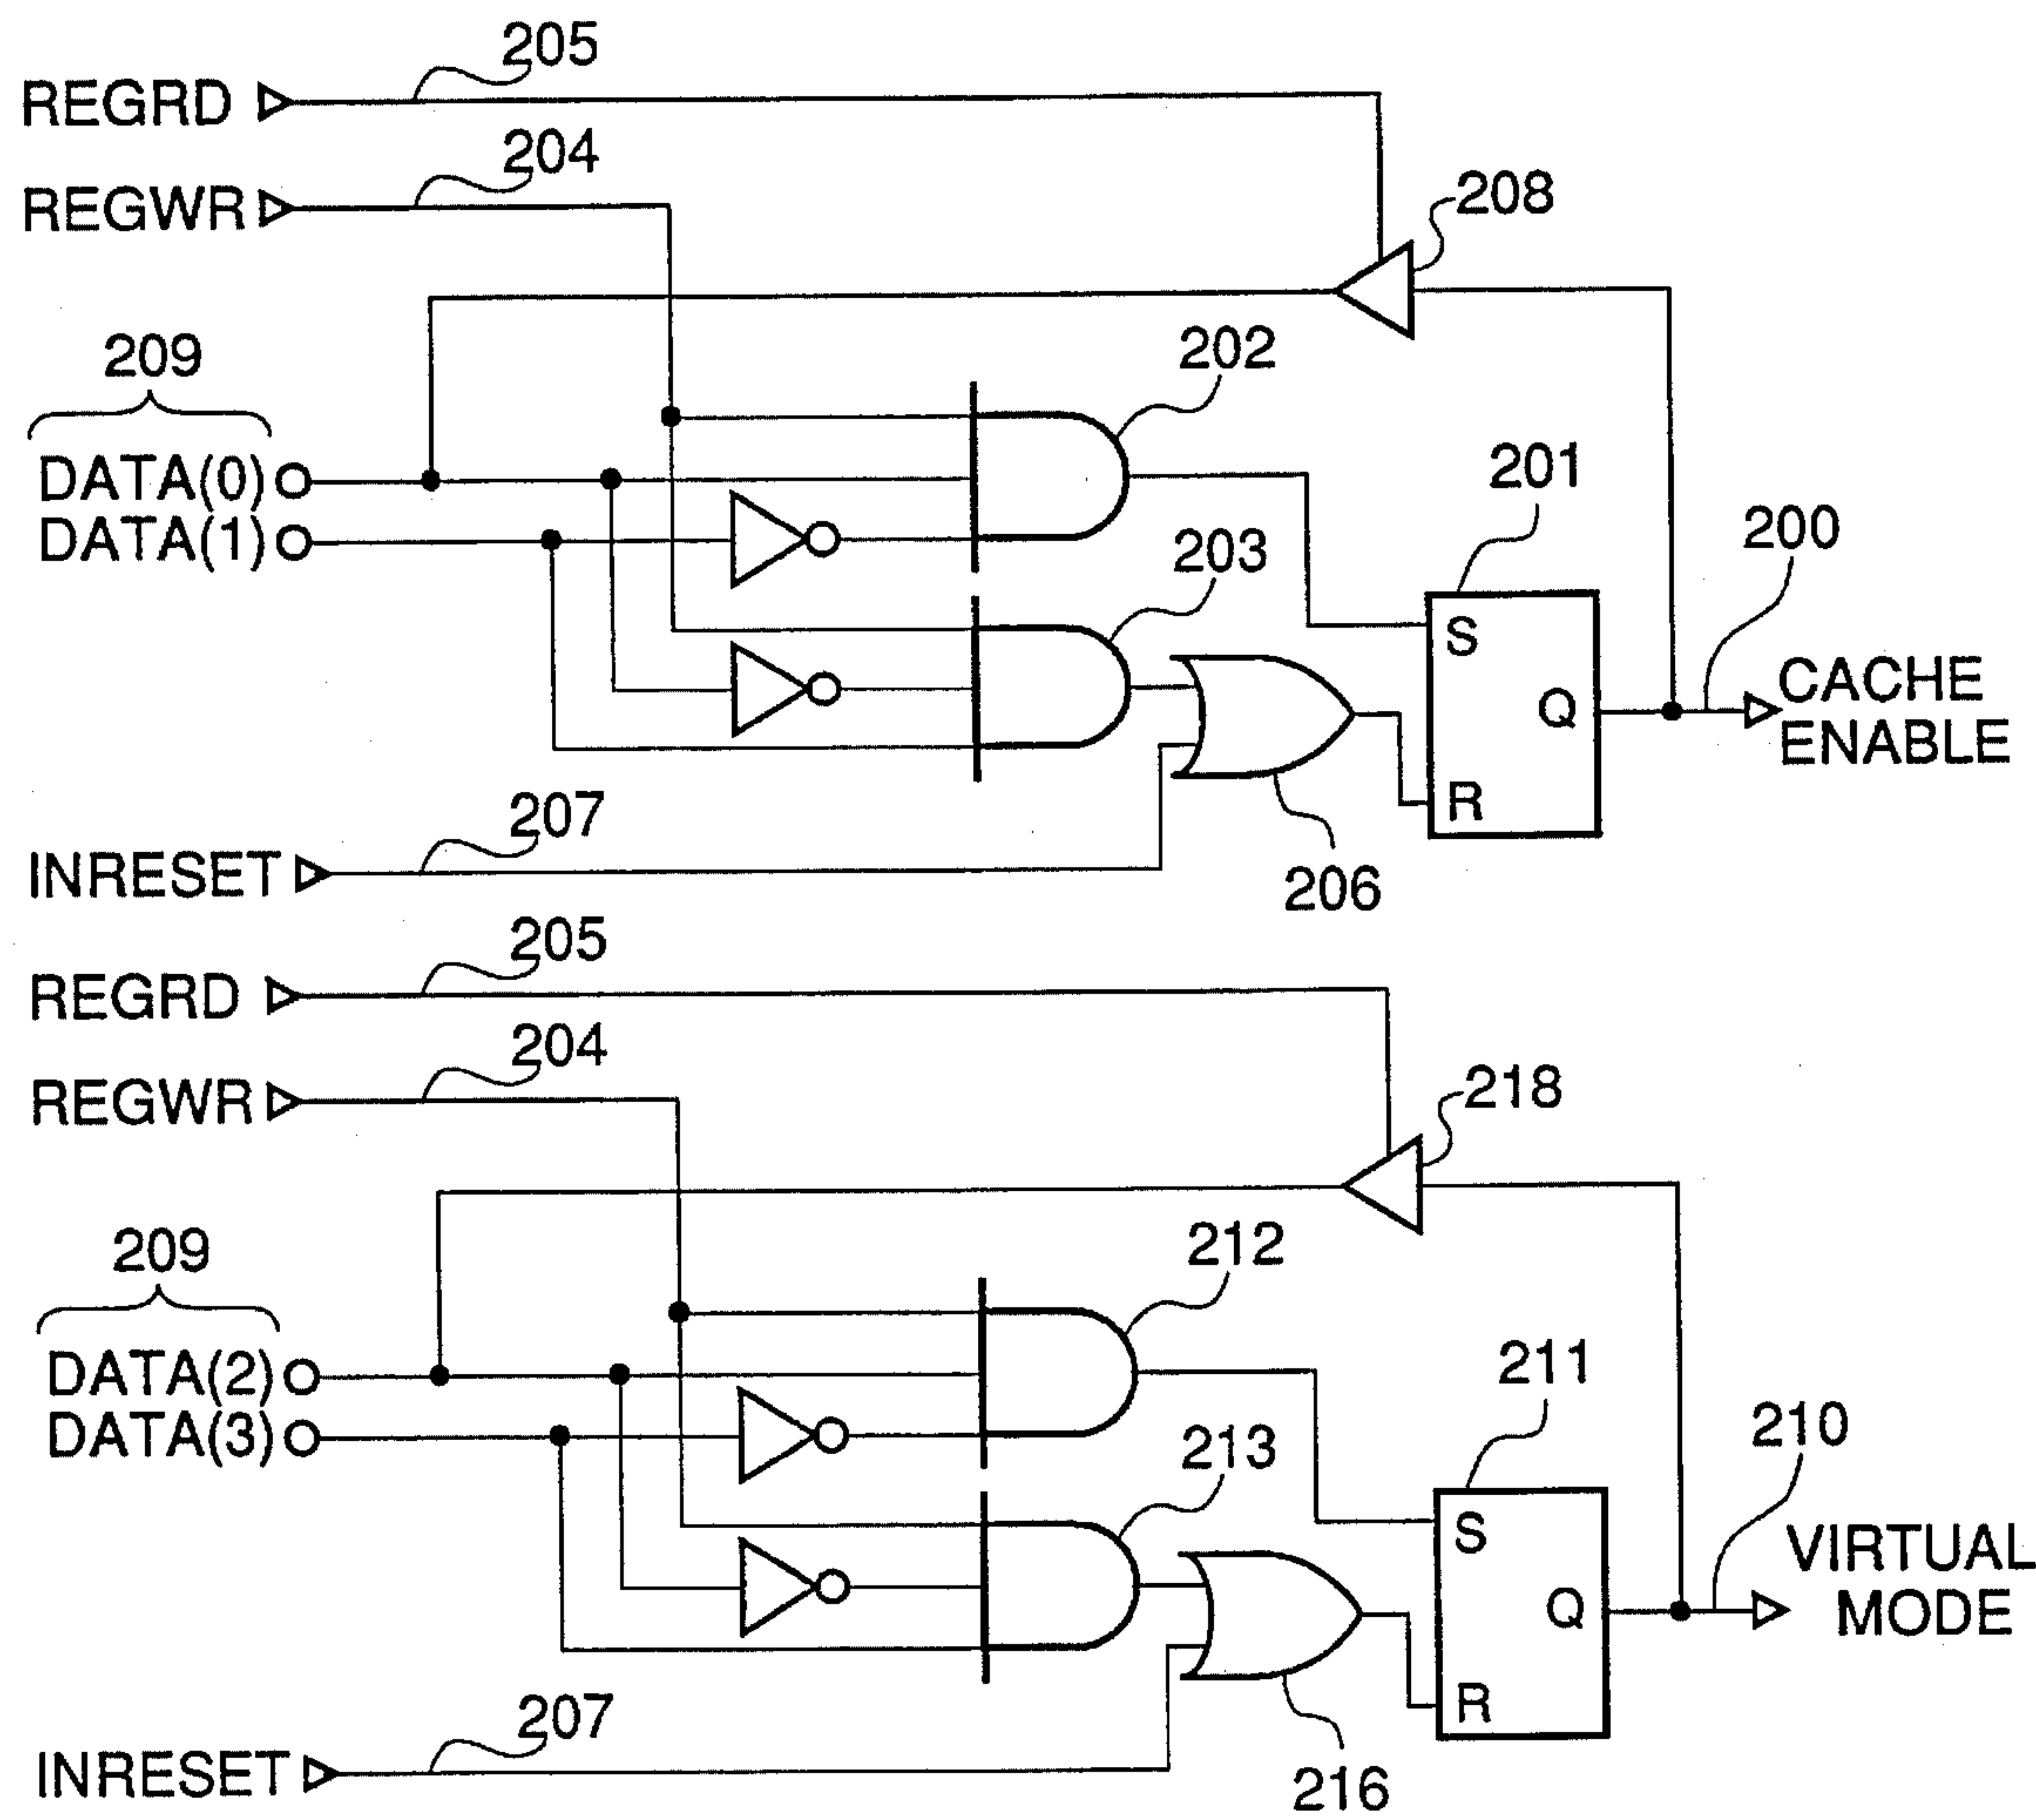 205
REGRD
204
REGWR
208
202
209
DATA(0)
DATA(1)
201
203
200
S
Q
R
CACHE
ENABLE
207
INRESET
206
205
REGRD
204
REGWR
218
212
209
DATA(2)
DATA(3)
211
213
210
S
Q
R
VIRTUAL
MODE
207
INRESET
216